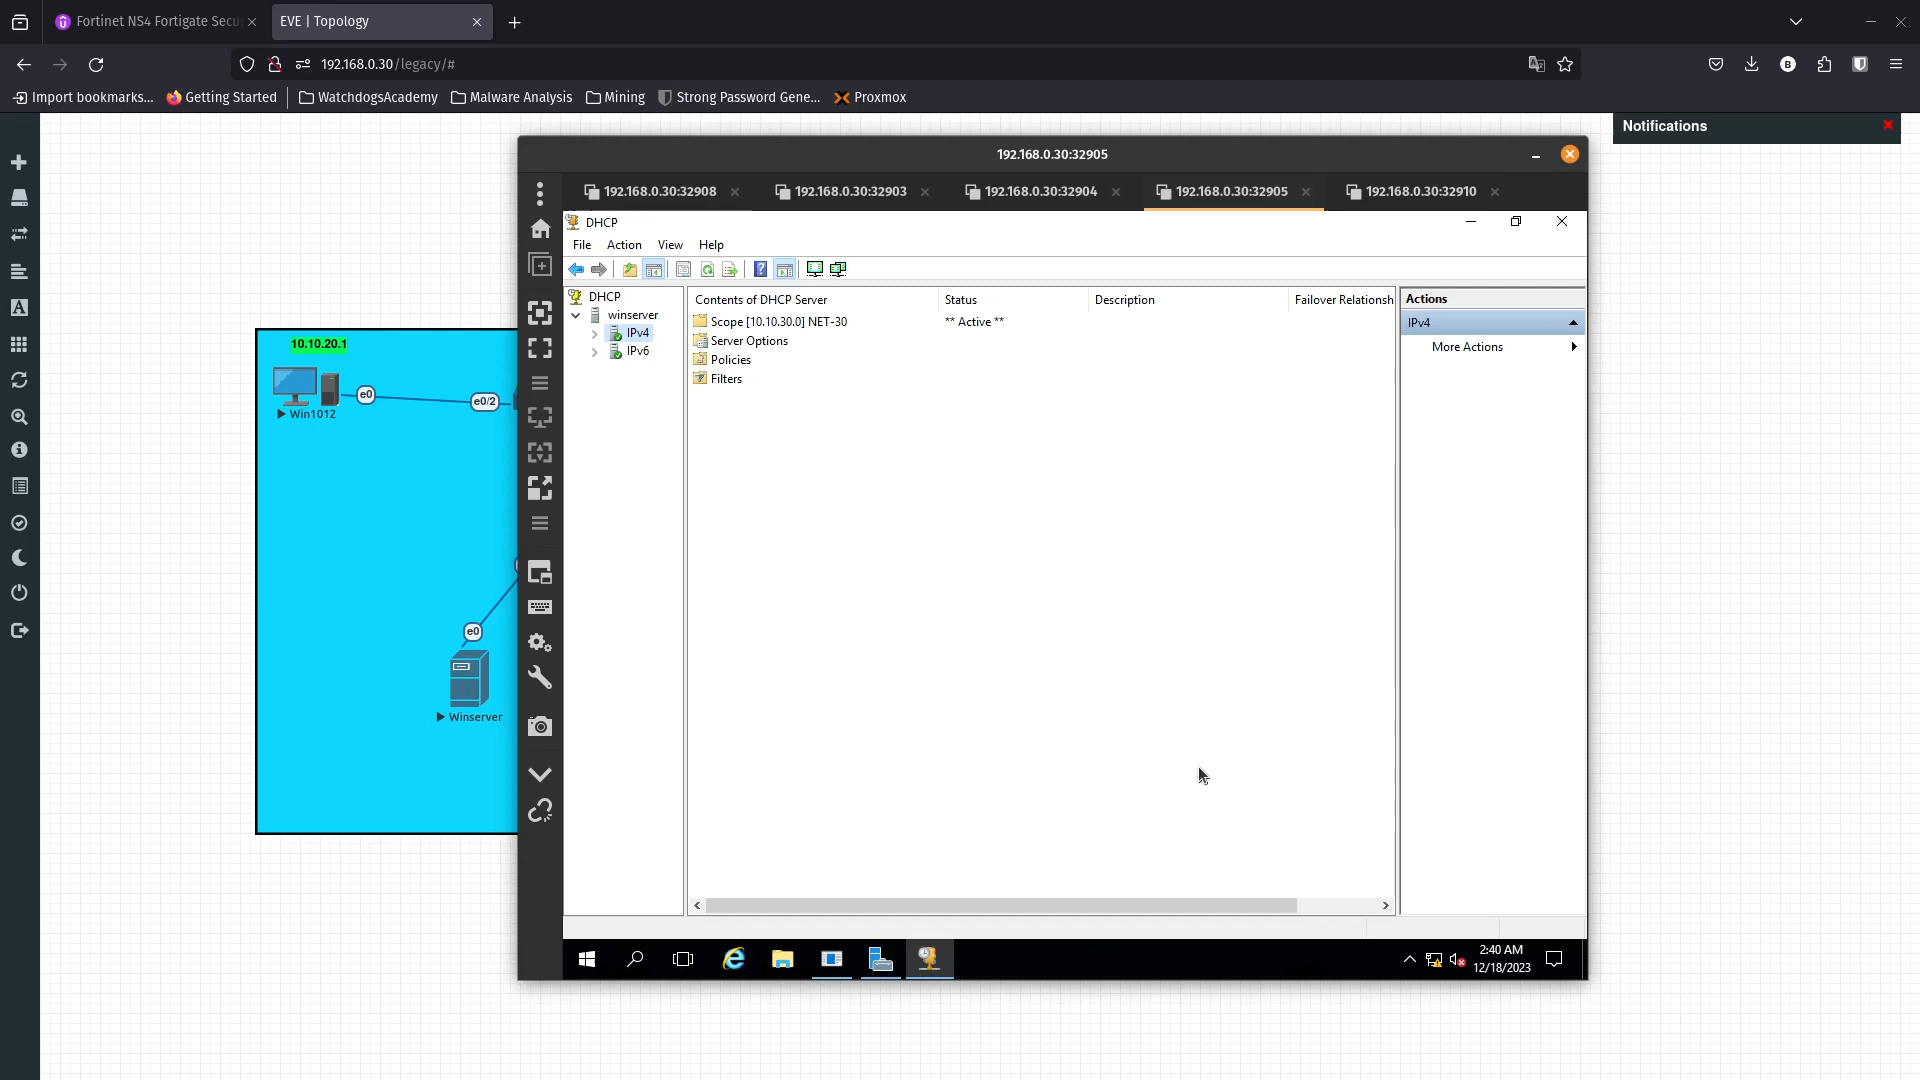 Fortinet NS4 Fortigate Secu
EVE | Topology
192.168.0.30/legacy/#
Import bookmarks...
Getting Started
WatchdogsAcademy
Malware Analysis
Mining
Strong Password Gene...
Proxmox
Notifications
192.168.0.30:32905
192.168.0.30:32908
192.168.0.30:32903
192.168.0.30:32904
192.168.0.30:32905
192.168.0.30:32910
DHCP
File Action View Help
DHCP
winserver
IPv4
IPv6
Contents of DHCP Server Status Description Failover Relationsh
Scope [10.10.30.0] NET-30 ** Active **
Server Options
Policies
Filters
Actions
IPv4
More Actions
10.10.20.1
e0
e0/2
Win1012
e0
Winserver
2:40 AM
12/18/2023